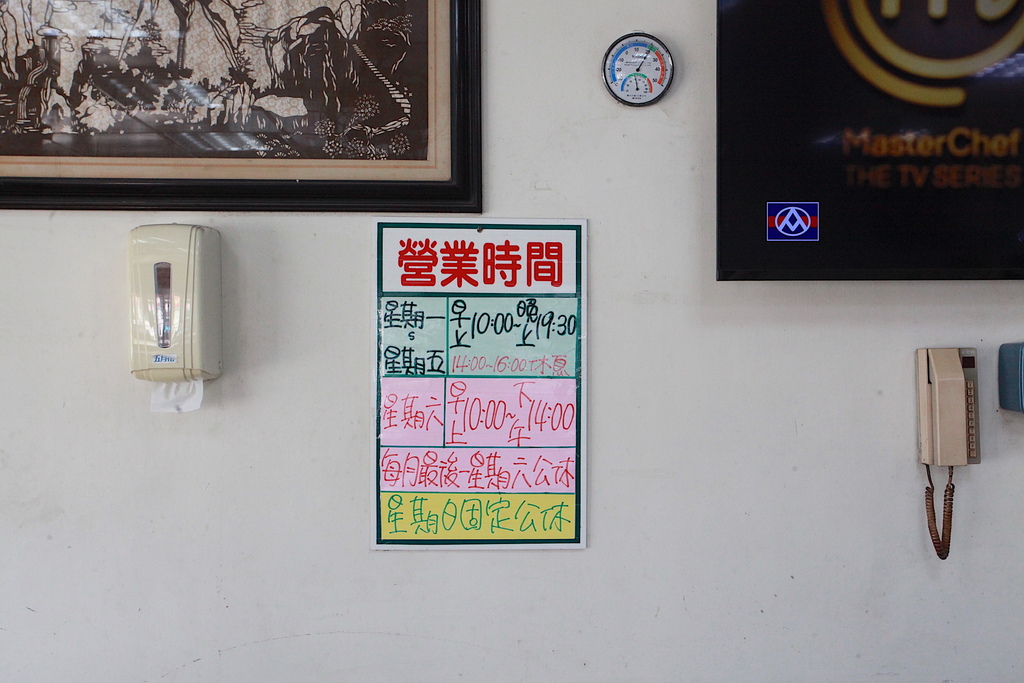 MasterChef
THE TV SERIES
營業時間
星期一
~
星期五
早上10:00~晚上19:30
14:00~16:00休息
星期六
早上10:00~下午14:00
每月最後一星期六公休
星期日固定公休